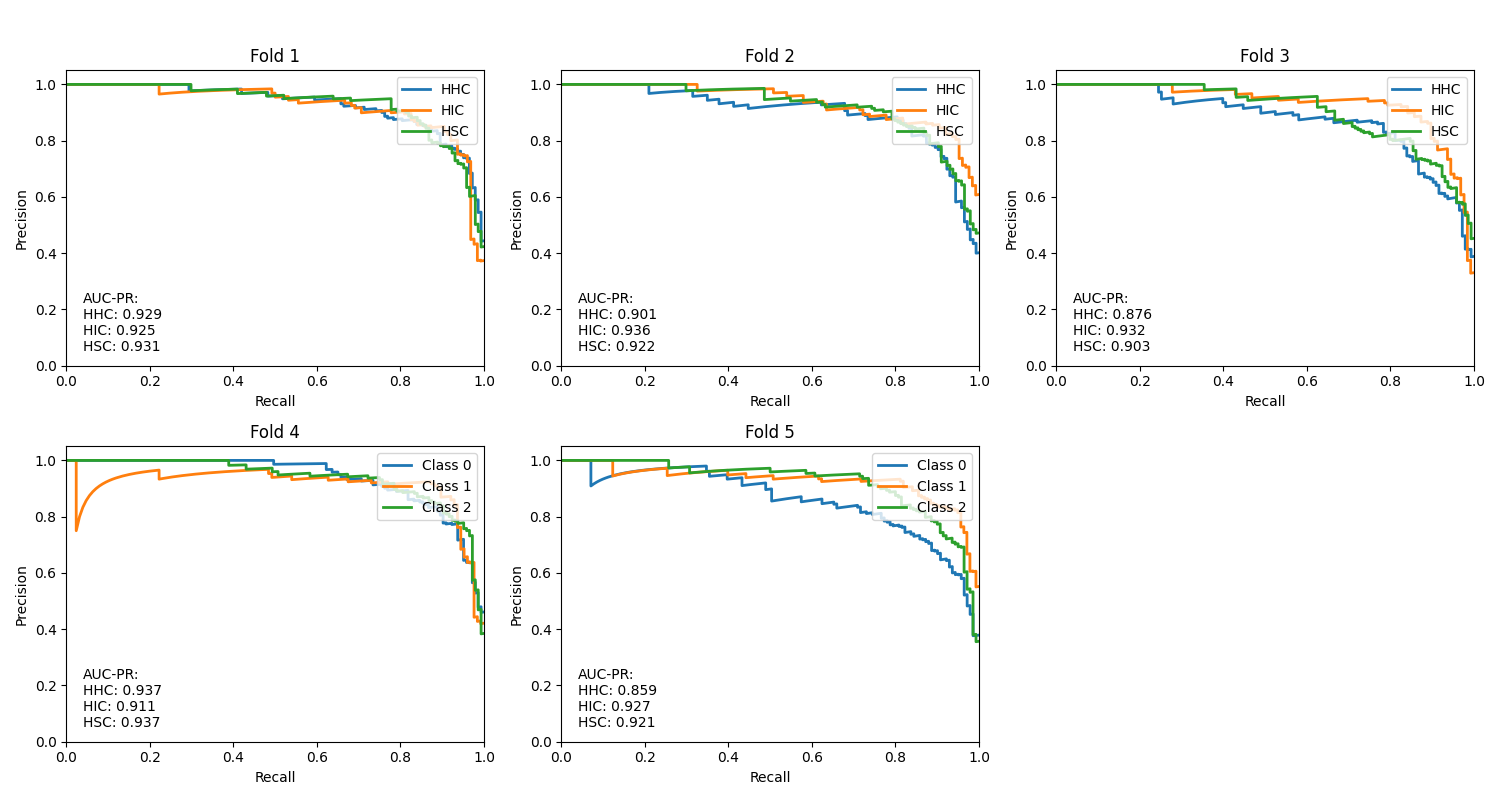 Fold 1
1.0
0.8
0.6
0.4
0.2
0.0
Precision
HHC
HIC
HSC
AUC-PR:
HHC: 0.929
HIC: 0.925
HSC: 0.931
0.0 0.2 0.4 0.6 0.8 1.0
Recall
Fold 2
1.0
0.8
0.6
0.4
0.2
0.0
Precision
HHC
HIC
HSC
AUC-PR:
HHC: 0.901
HIC: 0.936
HSC: 0.922
0.0 0.2 0.4 0.6 0.8 1.0
Recall
Fold 3
1.0
0.8
0.6
0.4
0.2
0.0
Precision
HHC
HIC
HSC
AUC-PR:
HHC: 0.876
HIC: 0.932
HSC: 0.903
0.0 0.2 0.4 0.6 0.8 1.0
Recall
Fold 4
1.0
0.8
0.6
0.4
0.2
0.0
Precision
Class 0
Class 1
Class 2
AUC-PR:
HHC: 0.937
HIC: 0.911
HSC: 0.937
0.0 0.2 0.4 0.6 0.8 1.0
Recall
Fold 5
1.0
0.8
0.6
0.4
0.2
0.0
Precision
Class 0
Class 1
Class 2
AUC-PR:
HHC: 0.859
HIC: 0.927
HSC: 0.921
0.0 0.2 0.4 0.6 0.8 1.0
Recall